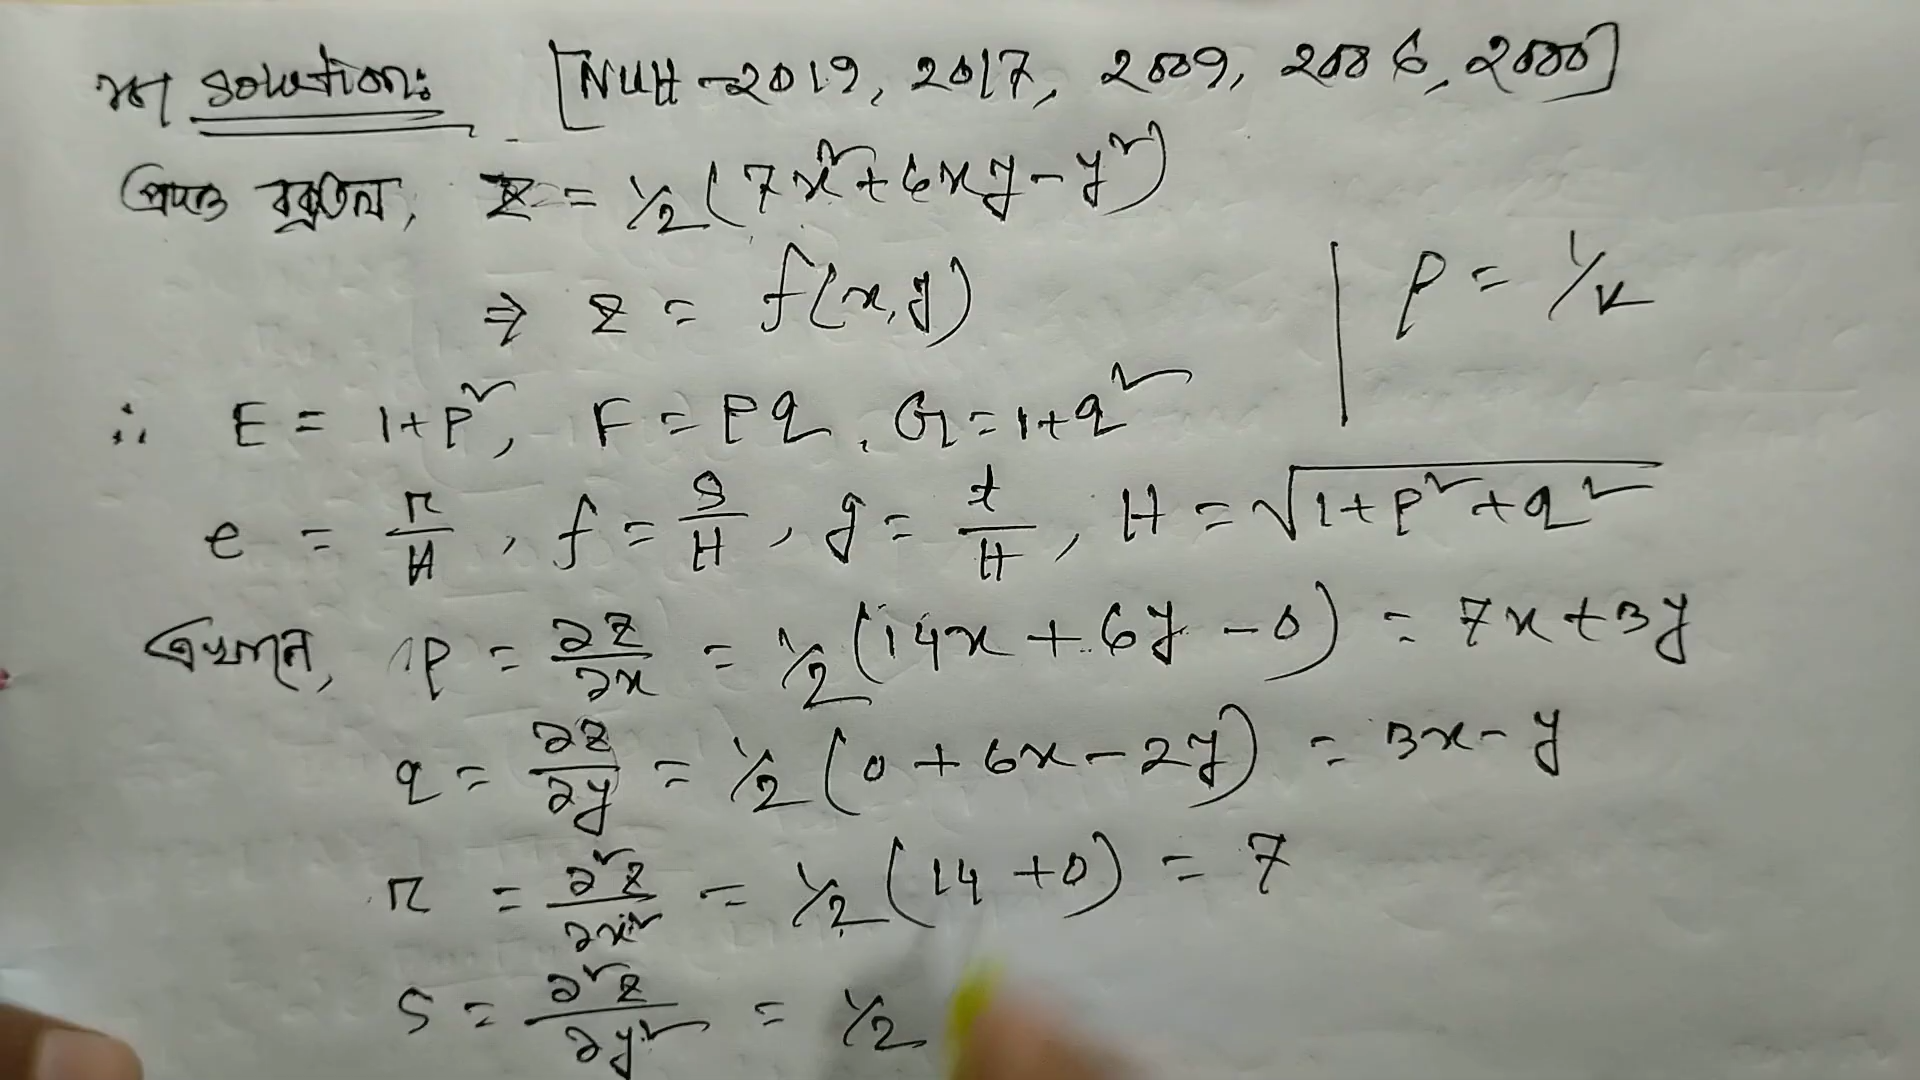 solution: [NUH-2019, 2017, 2009, 2006, 2000]
প্রদত্ত বক্রতল, z = ½(7x²+6xy-y²)
⇒ z = f(x,y)
ρ = 1/k
∴ E = 1+p², F = pq, G = 1+q²
e = r/H, f = s/H, g = t/H, H = √(1+p²+q²)
এখানে, p = ∂z/∂x = ½(14x+6y-0) = 7x+3y
q = ∂z/∂y = ½(0+6x-2y) = 3x-y
r = ∂²z/∂x² = ½(14+0) = 7
s = ∂²z/∂y² = ½